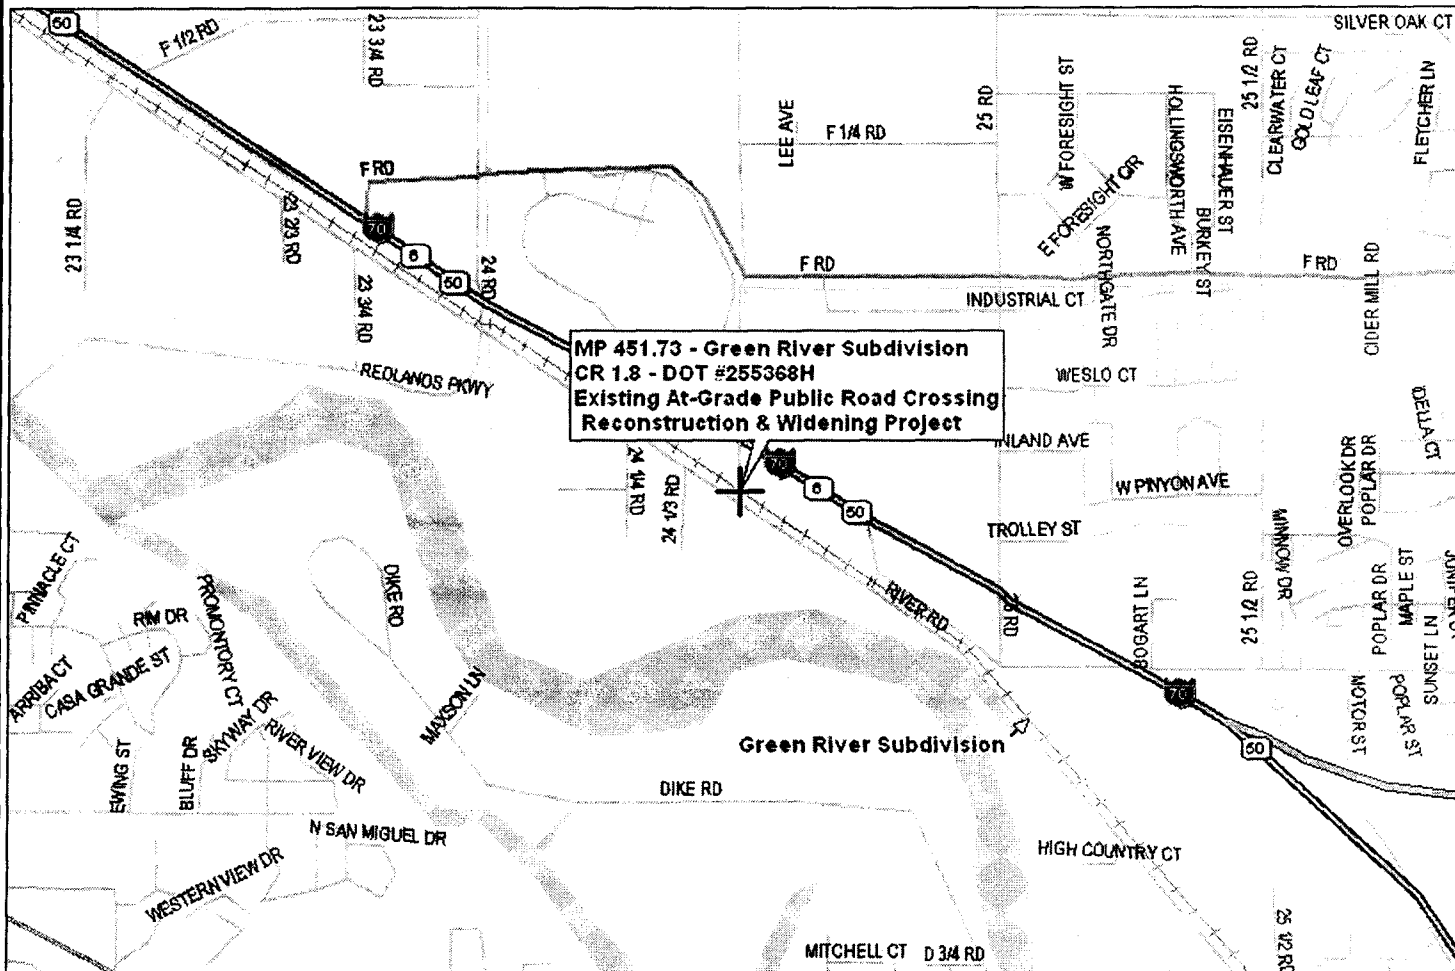 50
F 1/2 RD
23 3/4 RD
SILVER OAK CT
25 1/2 RD
CLEARWATER CT
GOLD LEAF CT
FLETCHER LN
LEE AVE
F 1/4 RD
25 RD
W FORESIGHT ST
HOLLINGSWORTH AVE
EISENHAUER ST
F RD
E FORESIGHT CIR
23 1/4 RD
23 2/3 RD
70
6
50
24 RD
F RD
NORTHGATE DR
BURKEY ST
F RD
CIDER MILL RD
23 3/4 RD
INDUSTRIAL CT
MP 451.73 - Green River Subdivision
CR 1.8 - DOT #255368H
Existing At-Grade Public Road Crossing
Reconstruction & Widening Project
REDLANDS PKWY
WESLO CT
DELLA CT
INLAND AVE
OVERLOOK DR
POPLAR DR
24 1/4 RD
24 1/3 RD
70
6
50
W PINYON AVE
TROLLEY ST
MINNOW DR
PINNACLE CT
PROMONTORY CT
RIM DR
DIKE RD
RIVER RD
25 RD
BOGART LN
25 1/2 RD
POPLAR DR
MAPLE ST
SUNSET LN
ARRIBA CT
CASA GRANDE ST
MAXSON LN
SKYWAY DR
RIVER VIEW DR
70
MOTOR ST
POPLAR ST
EWING ST
BLUFF DR
Green River Subdivision
50
DIKE RD
N SAN MIGUEL DR
HIGH COUNTRY CT
WESTERN VIEW DR
25 1/2 RD
MITCHELL CT
D 3/4 RD